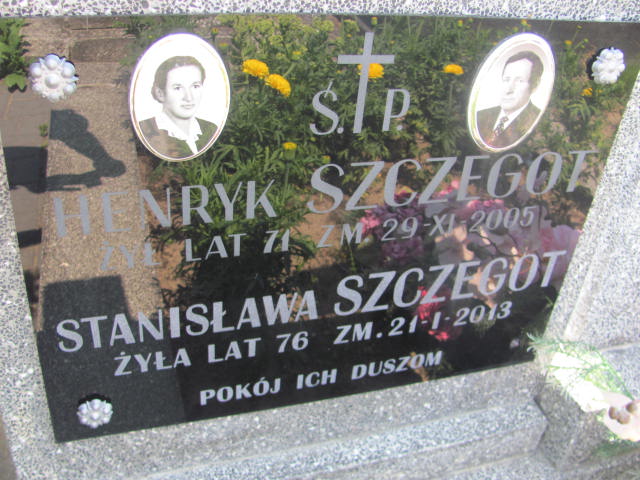 Ś. P.
HENRYK SZCZEGOT
ŻYŁ LAT 71 ZM 29-XI-2005
STANISŁAWA SZCZEGOT
ŻYŁA LAT 76 ZM. 21-I-2013
POKÓJ ICH DUSZOM